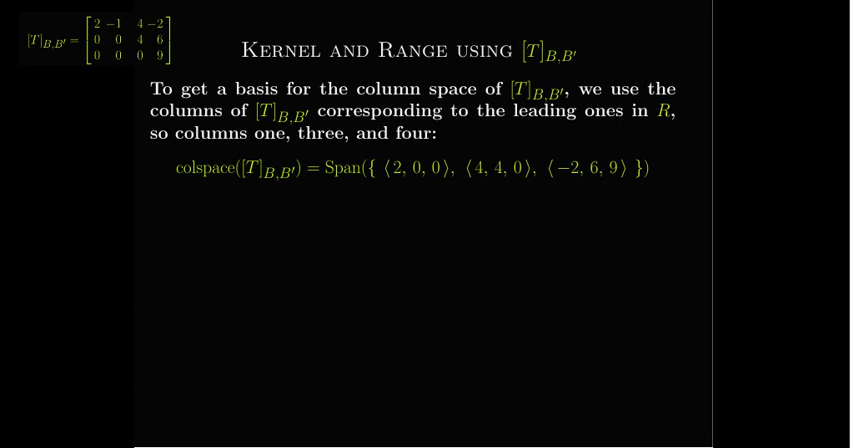 [T]_{B,B′} = [2 −1 4 −2
0 0 4 6
0 0 0 9]
Kernel and Range using [T]_{B,B′}
To get a basis for the column space of [T]_{B,B′}, we use the
columns of [T]_{B,B′} corresponding to the leading ones in R,
so columns one, three, and four:
colspace([T]_{B,B′}) = Span({ ⟨2, 0, 0⟩, ⟨4, 4, 0⟩, ⟨−2, 6, 9⟩ })